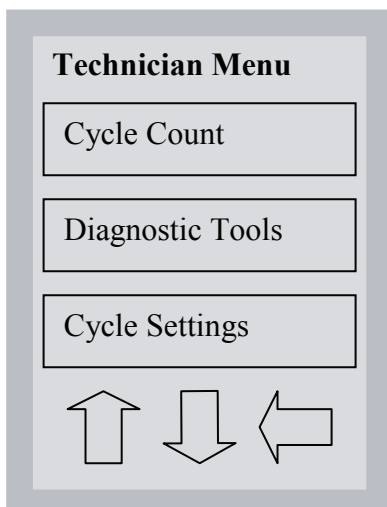 Technician Menu
Cycle Count
Diagnostic Tools
Cycle Settings